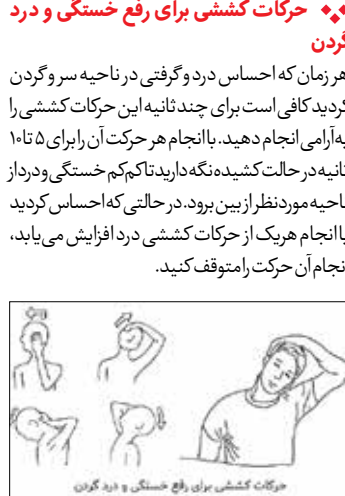 حرکات کششی برای رفع خستگی و درد
گردن
هر زمان که احساس درد و گرفتی در ناحیه سر و گردن
کردید کافی است برای چند ثانیه این حرکات کششی را
به‌آرامی انجام دهید. با انجام هر حرکت آن را برای ۵ تا ۱۰
ثانیه در حالت کشیده نگه دارید تا کم‌کم خستگی و درد از
ناحیه موردنظر از بین برود. در حالتی که احساس کردید
با انجام هریک از حرکات کششی درد افزایش می‌یابد،
انجام آن حرکت را متوقف کنید.
حرکات کششی برای رفع خستگی و درد گردن